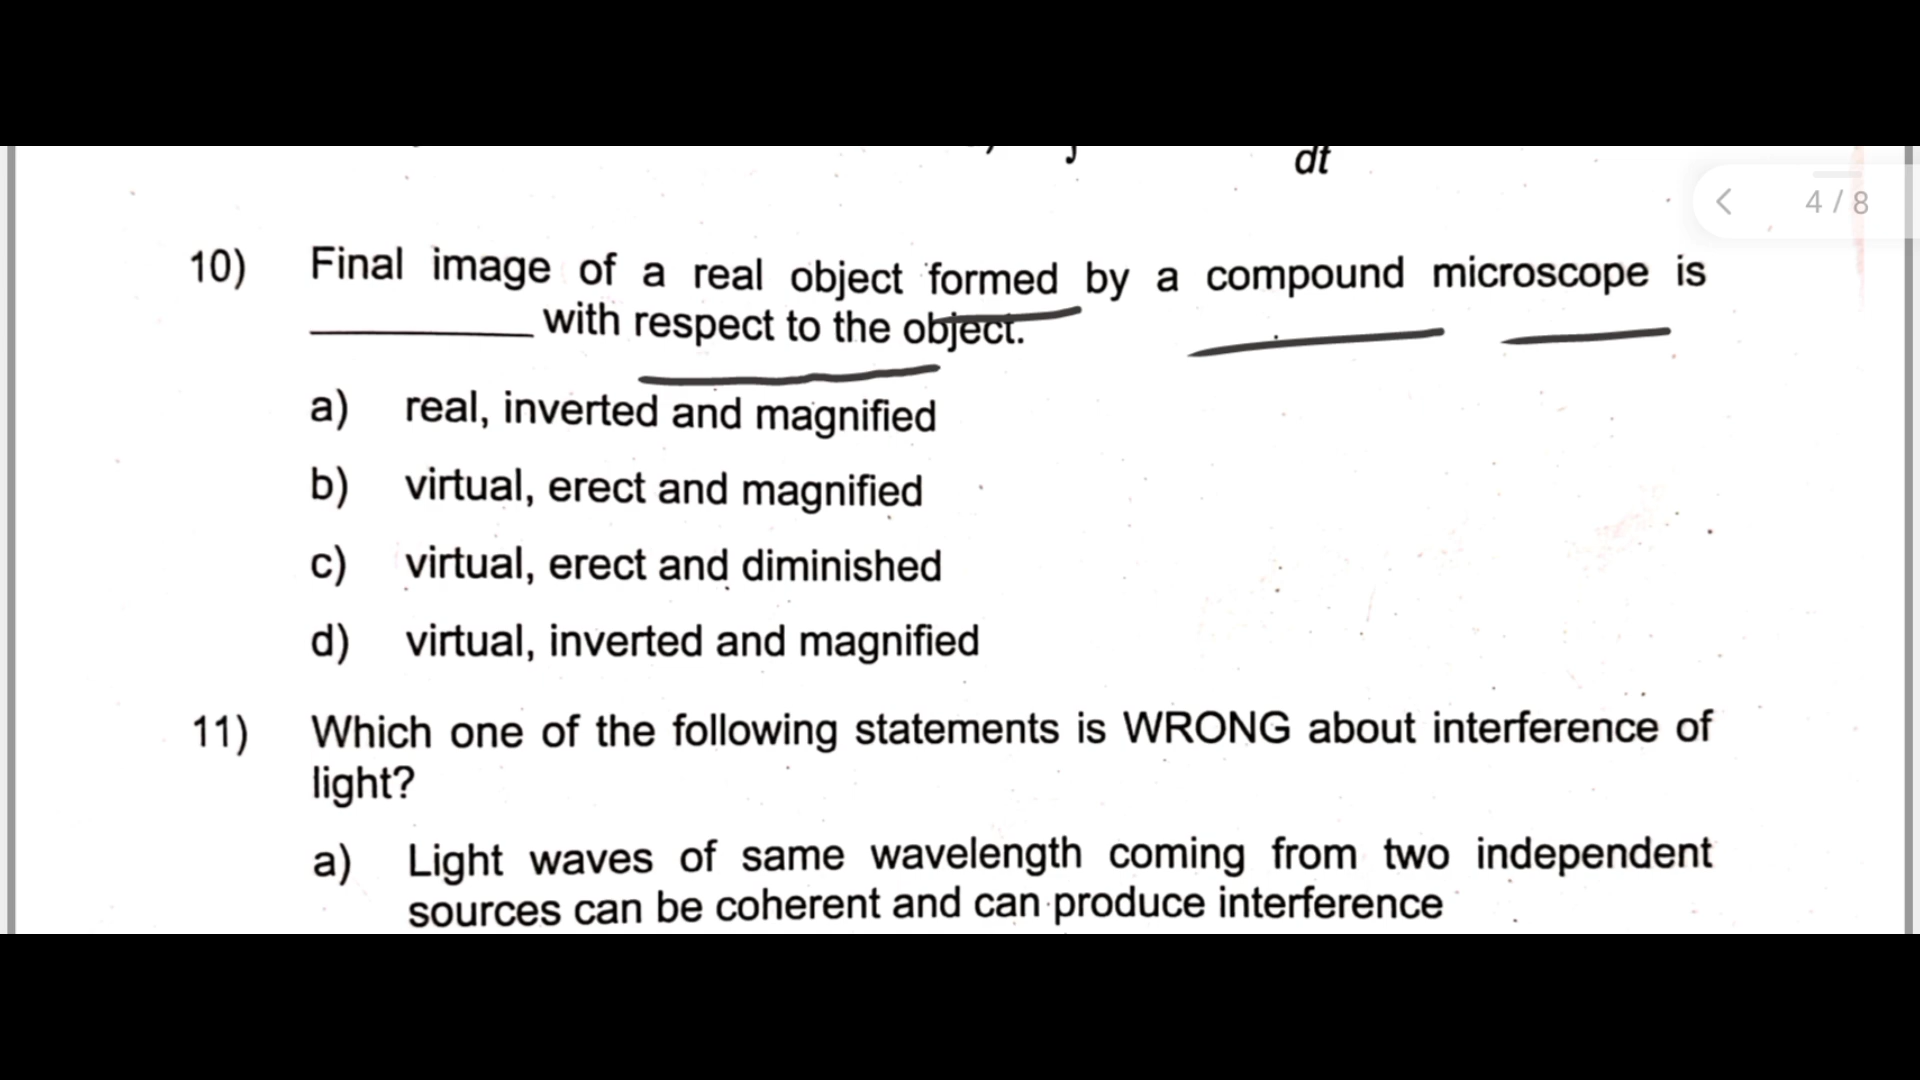 dt
4 / 8
10) Final image of a real object formed by a compound microscope is
__________ with respect to the object.
a) real, inverted and magnified
b) virtual, erect and magnified
c) virtual, erect and diminished
d) virtual, inverted and magnified
11) Which one of the following statements is WRONG about interference of
light?
a) Light waves of same wavelength coming from two independent
sources can be coherent and can produce interference